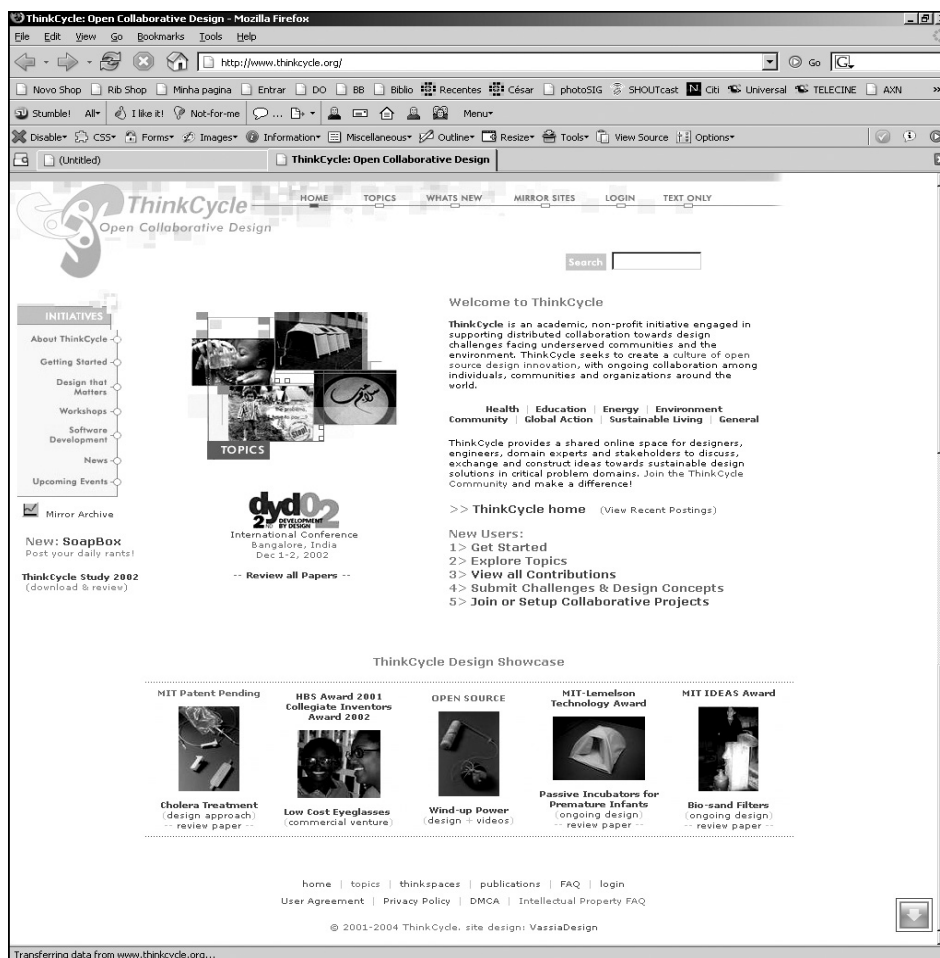 ThinkCycle: Open Collaborative Design - Mozilla Firefox
File Edit View Go Bookmarks Tools Help
http://www.thinkcycle.org/ Go G
Novo Shop Rib Shop Minha pagina Entrar DO BB Biblio Recentes César photoSIG SHOUTcast Citi Universal TELECINE AXN »
Stumble! All I like it! Not-for-me ... Menu
Disable CSS Forms Images Information Miscellaneous Outline Resize Tools View Source Options
(Untitled) ThinkCycle: Open Collaborative Design
ThinkCycle
Open Collaborative Design
HOME TOPICS WHATS NEW MIRROR SITES LOGIN TEXT ONLY
Search
INITIATIVES
About ThinkCycle
Getting Started
Design that
Matters
Workshops
Software
Development
News
Upcoming Events
Mirror Archive
New: SoapBox
Post your daily rants!
ThinkCycle Study 2002
(download & review)
TOPICS
dyd02
2ND DEVELOPMENT
BY DESIGN
International Conference
Bangalore, India
Dec 1-2, 2002
-- Review all Papers --
Welcome to ThinkCycle
ThinkCycle is an academic, non-profit initiative engaged in
supporting distributed collaboration towards design
challenges facing underserved communities and the
environment. ThinkCycle seeks to create a culture of open
source design innovation, with ongoing collaboration among
individuals, communities and organizations around the
world.
Health | Education | Energy | Environment
Community | Global Action | Sustainable Living | General
ThinkCycle provides a shared online space for designers,
engineers, domain experts and stakeholders to discuss,
exchange and construct ideas towards sustainable design
solutions in critical problem domains. Join the ThinkCycle
Community and make a difference!
>> ThinkCycle home (View Recent Postings)
New Users:
1> Get Started
2> Explore Topics
3> View all Contributions
4> Submit Challenges & Design Concepts
5> Join or Setup Collaborative Projects
ThinkCycle Design Showcase
MIT Patent Pending
Cholera Treatment
(design approach)
-- review paper --
HBS Award 2001
Collegiate Inventors
Award 2002
Low Cost Eyeglasses
(commercial venture)
OPEN SOURCE
Wind-up Power
(design + videos)
MIT-Lemelson
Technology Award
Passive Incubators for
Premature Infants
(ongoing design)
-- review paper --
MIT IDEAS Award
Bio-sand Filters
(ongoing design)
-- review paper --
home | topics | thinkspaces | publications | FAQ | login
User Agreement | Privacy Policy | DMCA | Intellectual Property FAQ
© 2001-2004 ThinkCycle. site design: VassiaDesign
Transferring data from www.thinkcycle.org...